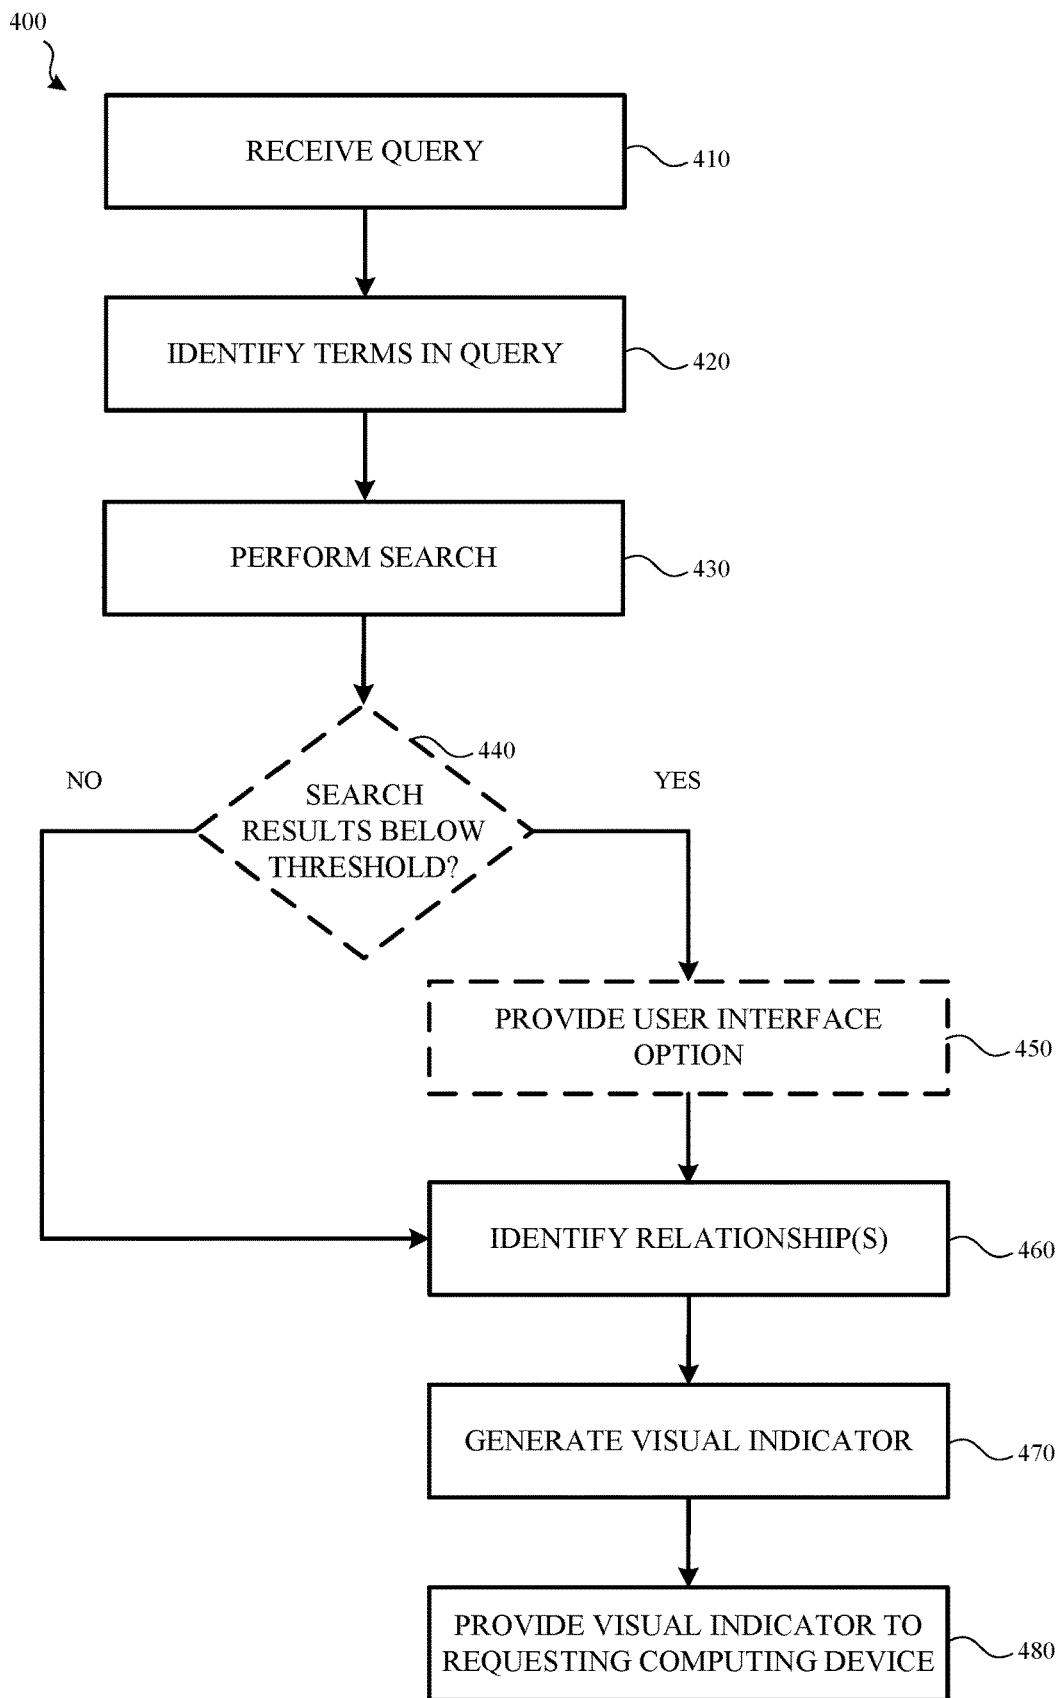 400
RECEIVE QUERY
410
IDENTIFY TERMS IN QUERY
420
PERFORM SEARCH
430
440
NO
YES
SEARCH
RESULTS BELOW
THRESHOLD?
PROVIDE USER INTERFACE
OPTION
450
IDENTIFY RELATIONSHIP(S)
460
GENERATE VISUAL INDICATOR
470
PROVIDE VISUAL INDICATOR TO
REQUESTING COMPUTING DEVICE
480